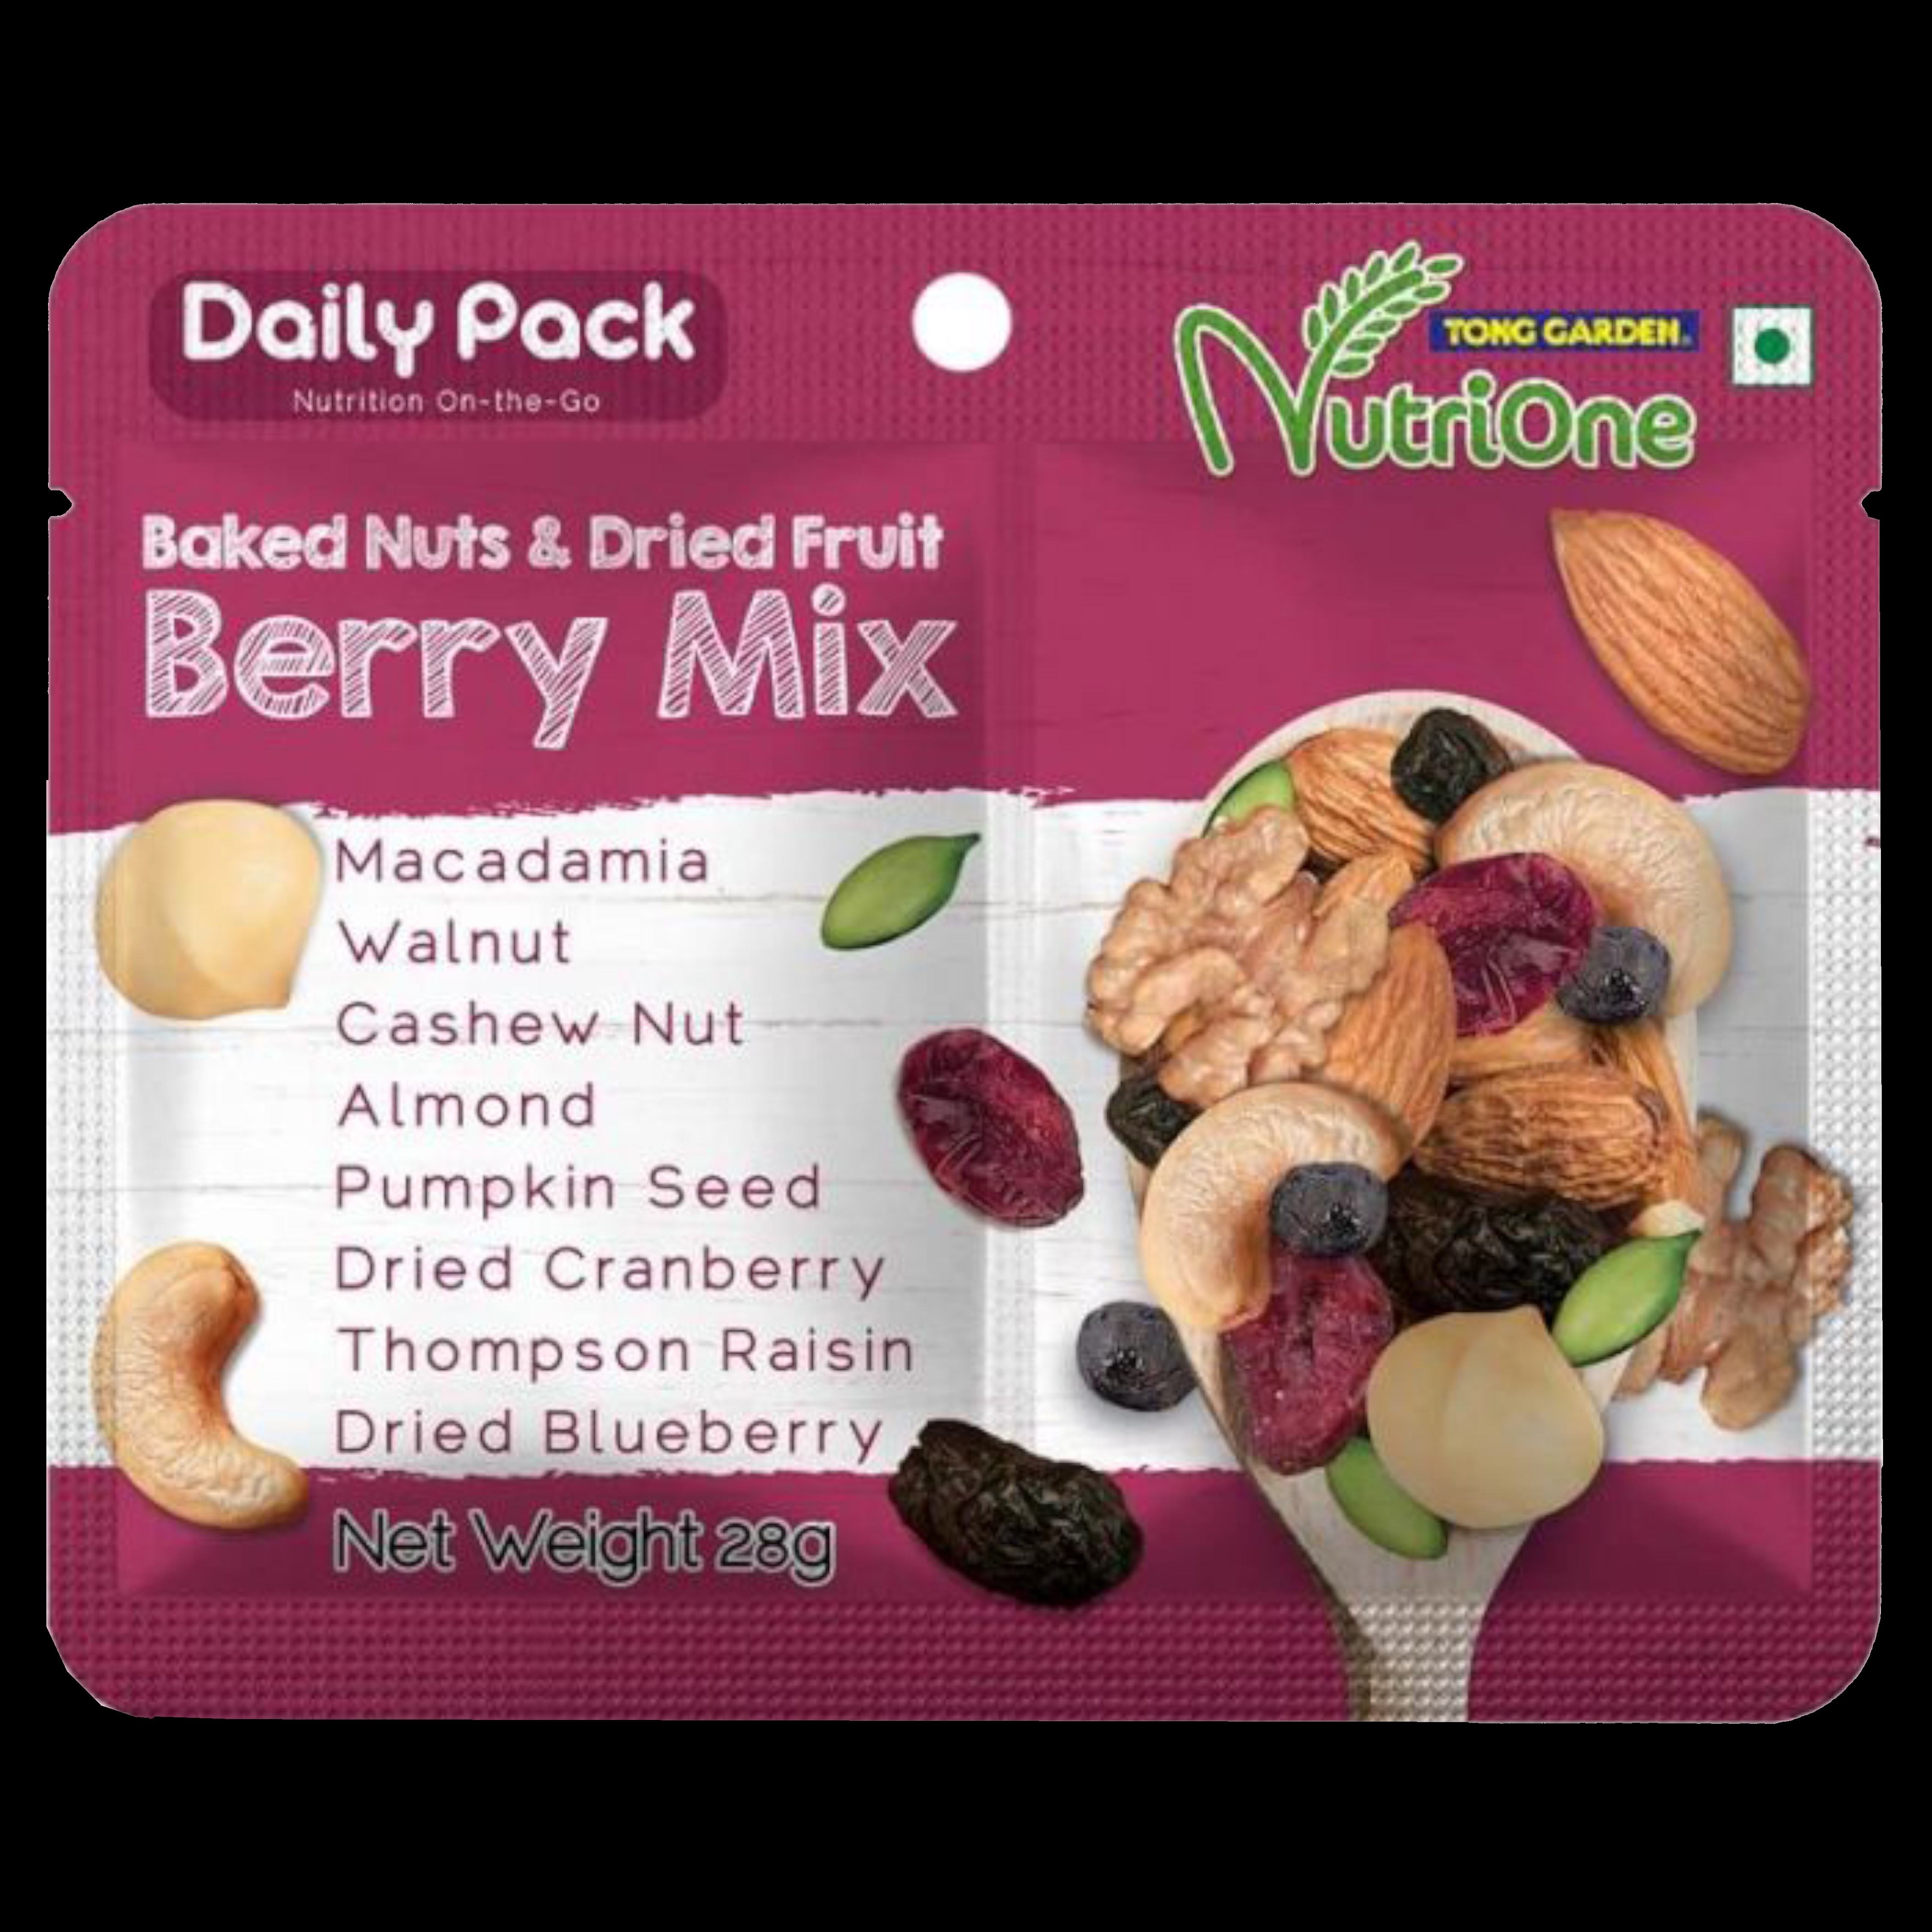 Daily Pack
Nutrition On-the-Go
TONG GARDEN.
NutriOne
Baked Nuts & Dried Fruit
Berry Mix
Macadamia
Walnut
Cashew Nut
Almond
Pumpkin Seed
Dried Cranberry
Thompson Raisin
Dried Blueberry
Net Weight 28g